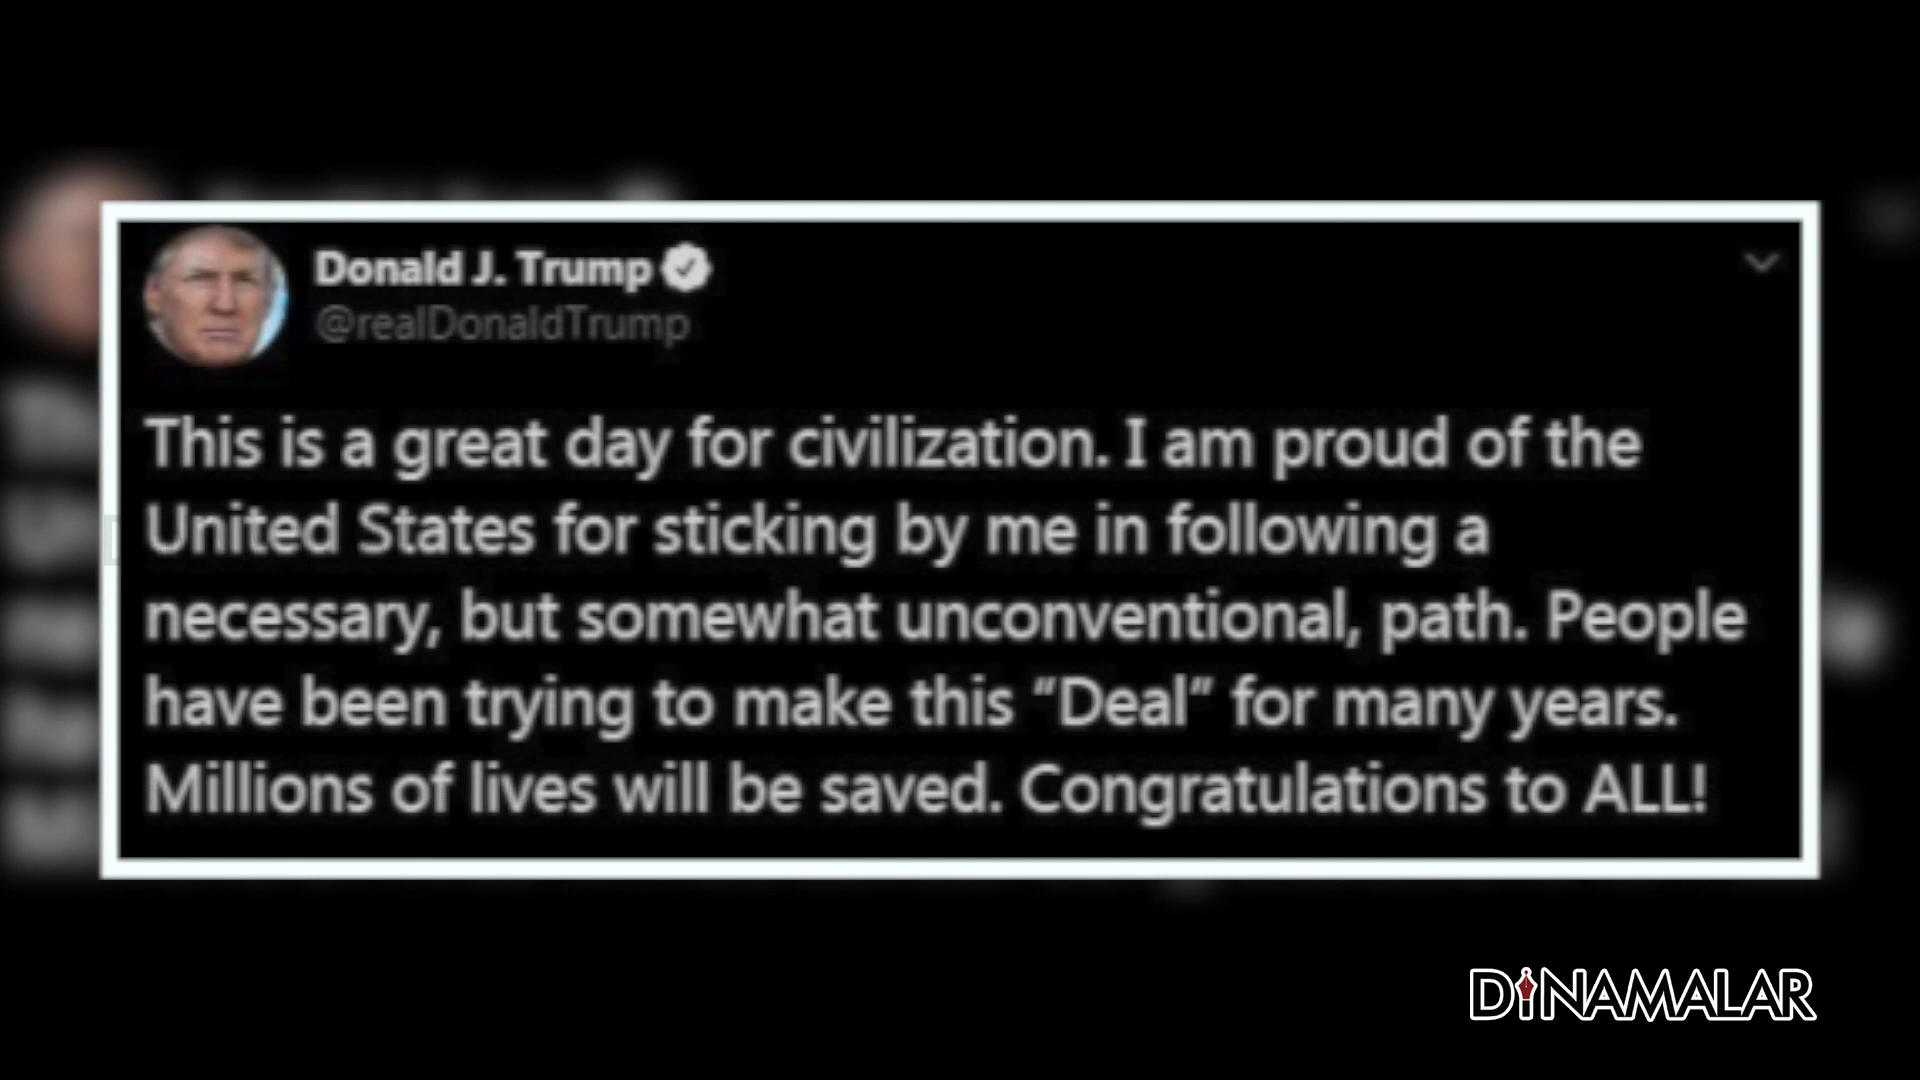 Donald J. Trump
@realDonaldTrump
This is a great day for civilization. I am proud of the
United States for sticking by me in following a
necessary, but somewhat unconventional, path. People
have been trying to make this “Deal” for many years.
Millions of lives will be saved. Congratulations to ALL!
DINAMALAR